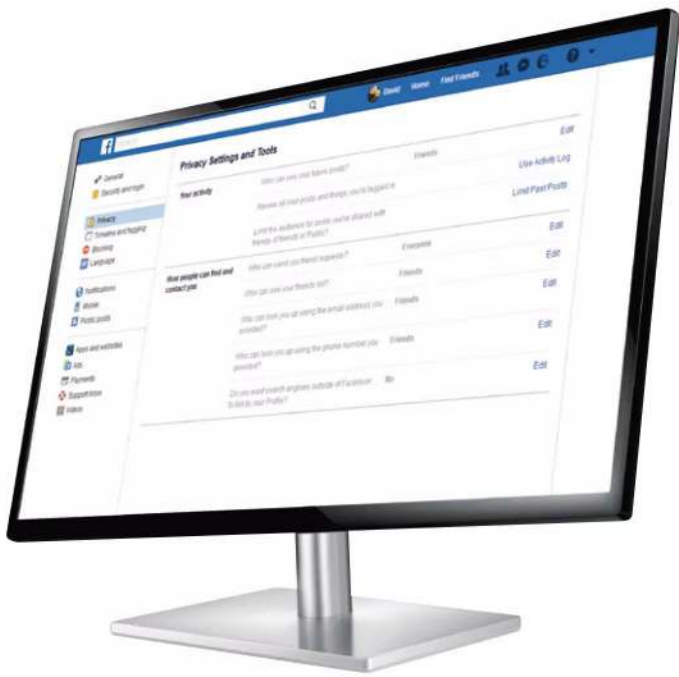 f
David Home Find Friends
General
Security and login
Privacy
Timeline and tagging
Blocking
Language
Notifications
Mobile
Public posts
Apps and websites
Ads
Payments
Support Inbox
Videos
Privacy Settings and Tools
Your activity
Who can see your future posts? Friends Edit
Review all your posts and things you're tagged in Use Activity Log
Limit the audience for posts you've shared with
friends of friends or Public? Limit Past Posts
How people can find and
contact you
Who can send you friend requests? Everyone Edit
Who can see your friends list? Friends Edit
Who can look you up using the email address you
provided? Friends Edit
Who can look you up using the phone number you
provided? Friends Edit
Do you want search engines outside of Facebook
to link to your Profile? No Edit